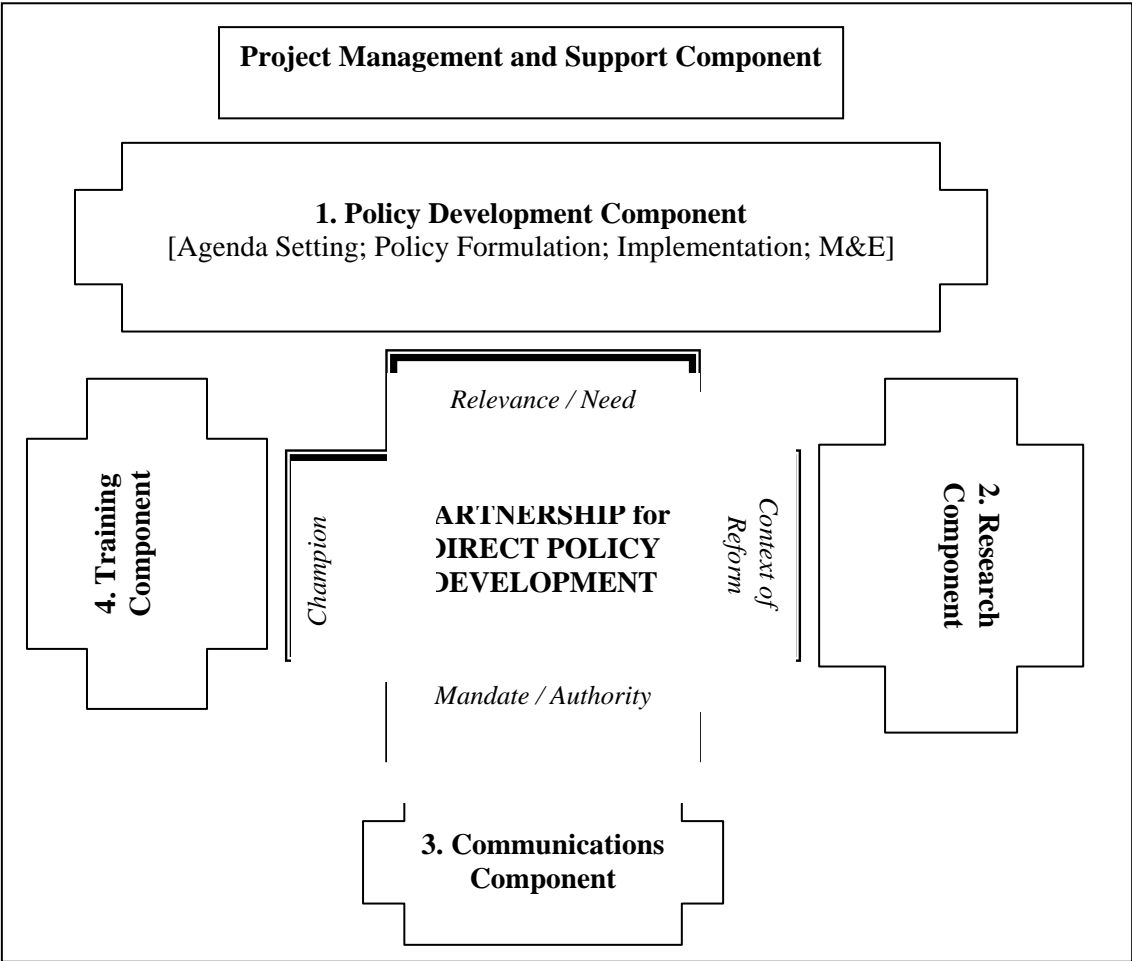 Project Management and Support Component
1. Policy Development Component
[Agenda Setting; Policy Formulation; Implementation; M&E]
Relevance / Need
4. Training
Component
Champion
ARTNERSHIP for
DIRECT POLICY
DEVELOPMENT
Context of
Reform
2. Research
Component
Mandate / Authority
3. Communications
Component